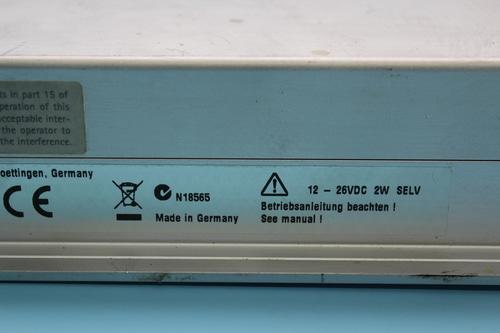 ts in part 15 of
peration of this
cceptable inter-
the operator to
the interference.
oettingen, Germany
CE
N18565
Made in Germany
12 - 26VDC 2W SELV
Betriebsanleitung beachten !
See manual !